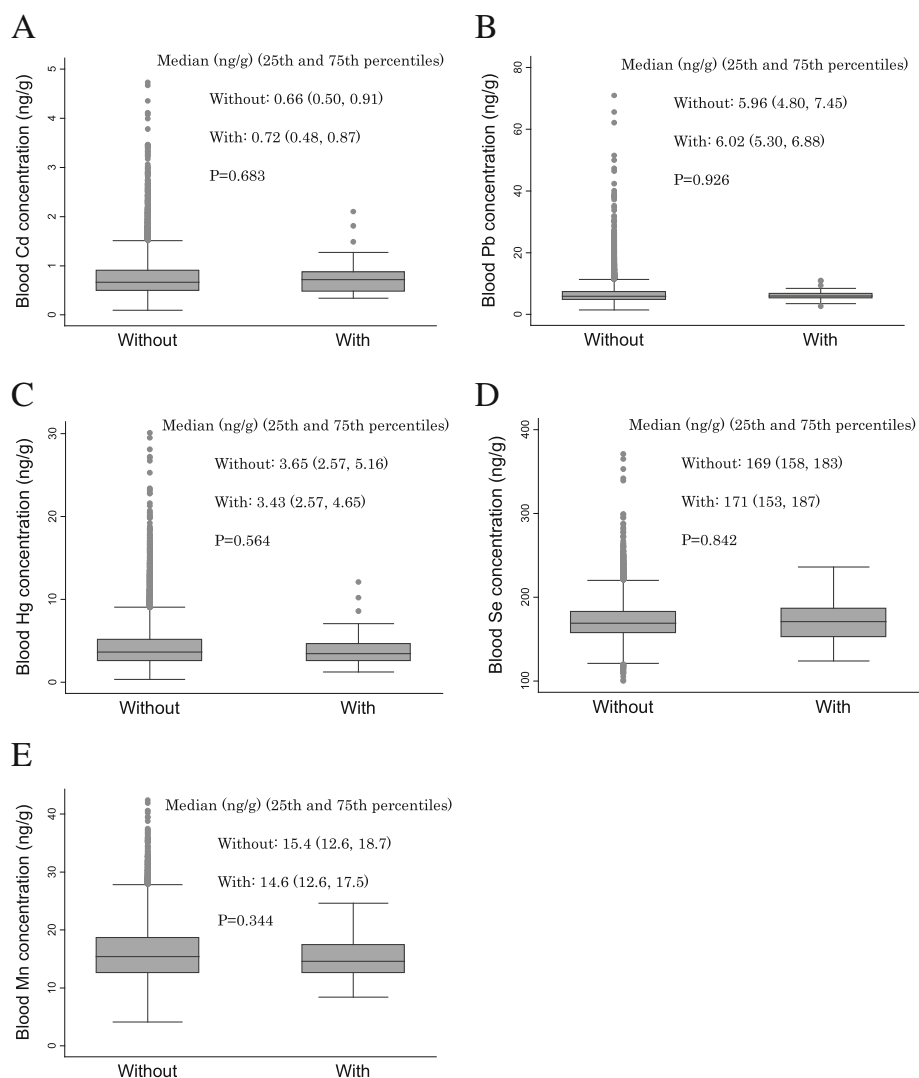 A
Median (ng/g) (25th and 75th percentiles)
Without: 0.66 (0.50, 0.91)
With: 0.72 (0.48, 0.87)
P=0.683
Blood Cd concentration (ng/g)
5
4
3
2
1
0
Without With
B
Median (ng/g) (25th and 75th percentiles)
Without: 5.96 (4.80, 7.45)
With: 6.02 (5.30, 6.88)
P=0.926
Blood Pb concentration (ng/g)
80
60
40
20
0
Without With
C
Median (ng/g) (25th and 75th percentiles)
Without: 3.65 (2.57, 5.16)
With: 3.43 (2.57, 4.65)
P=0.564
Blood Hg concentration (ng/g)
30
20
10
0
Without With
D
Median (ng/g) (25th and 75th percentiles)
Without: 169 (158, 183)
With: 171 (153, 187)
P=0.842
Blood Se concentration (ng/g)
400
300
200
100
Without With
E
Median (ng/g) (25th and 75th percentiles)
Without: 15.4 (12.6, 18.7)
With: 14.6 (12.6, 17.5)
P=0.344
Blood Mn concentration (ng/g)
40
30
20
10
0
Without With